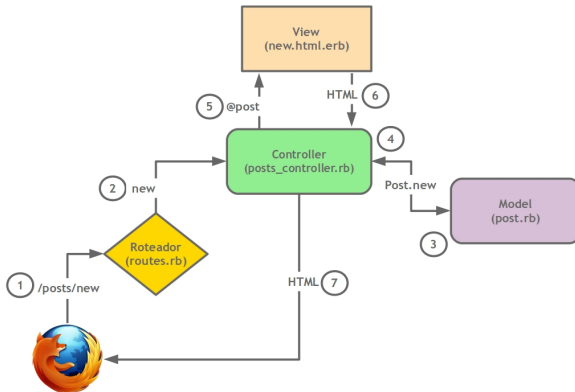 View
(new.html.erb)
5 @post
HTML 6
Controller
(posts_controller.rb)
4
2 new
Post.new
Model
(post.rb)
3
Roteador
(routes.rb)
1 /posts/new
HTML 7